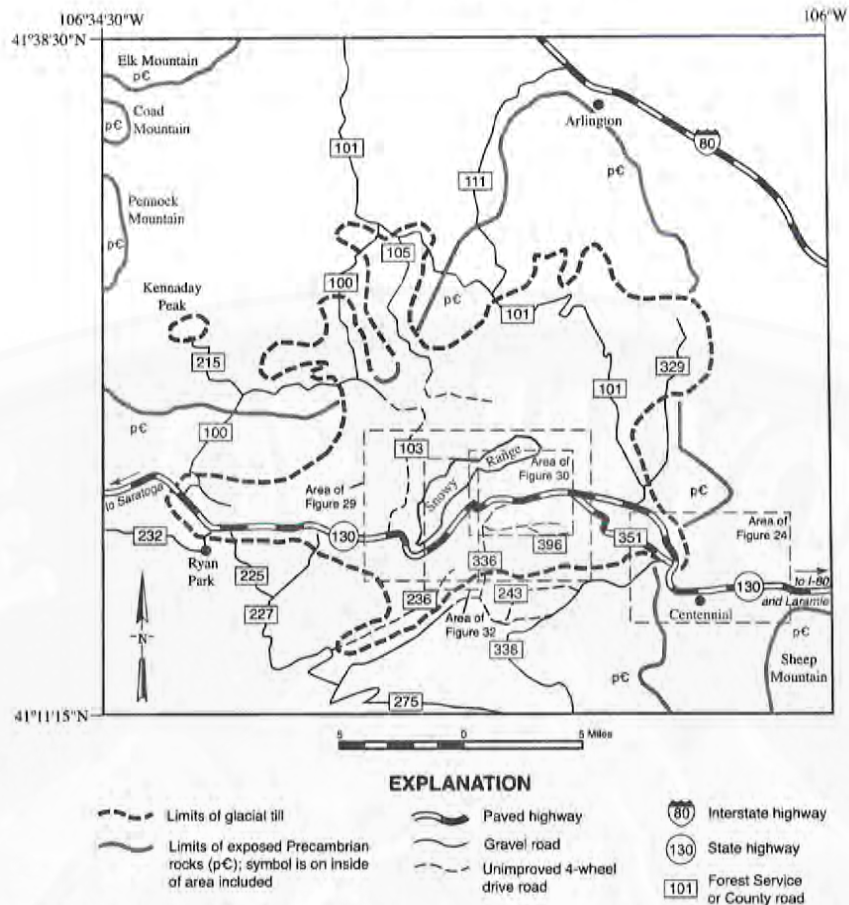 106°34'30"W
106°W
41°38'30"N
Elk Mountain
p€
Coad
Mountain
p€
Arlington
80
101
p€
111
Pennock
Mountain
p€
105
Kennaday
Peak
100
p€
101
215
101
329
p€
100
103
Snowy Range
Area of
Figure 30
Area of
Figure 29
p€
to Saratoga
Area of
Figure 24
232
130
396
351
Ryan
Park
336
to I-80
225
130
and Laramie
236
243
Centennial
227
Area of
Figure 32
p€
N
338
p€
Sheep
Mountain
275
41°11'15"N
5 0 5 Miles
EXPLANATION
Limits of glacial till
Limits of exposed Precambrian
rocks (p€); symbol is on inside
of area included
Paved highway
Gravel road
Unimproved 4-wheel
drive road
80 Interstate highway
130 State highway
101 Forest Service
or County road